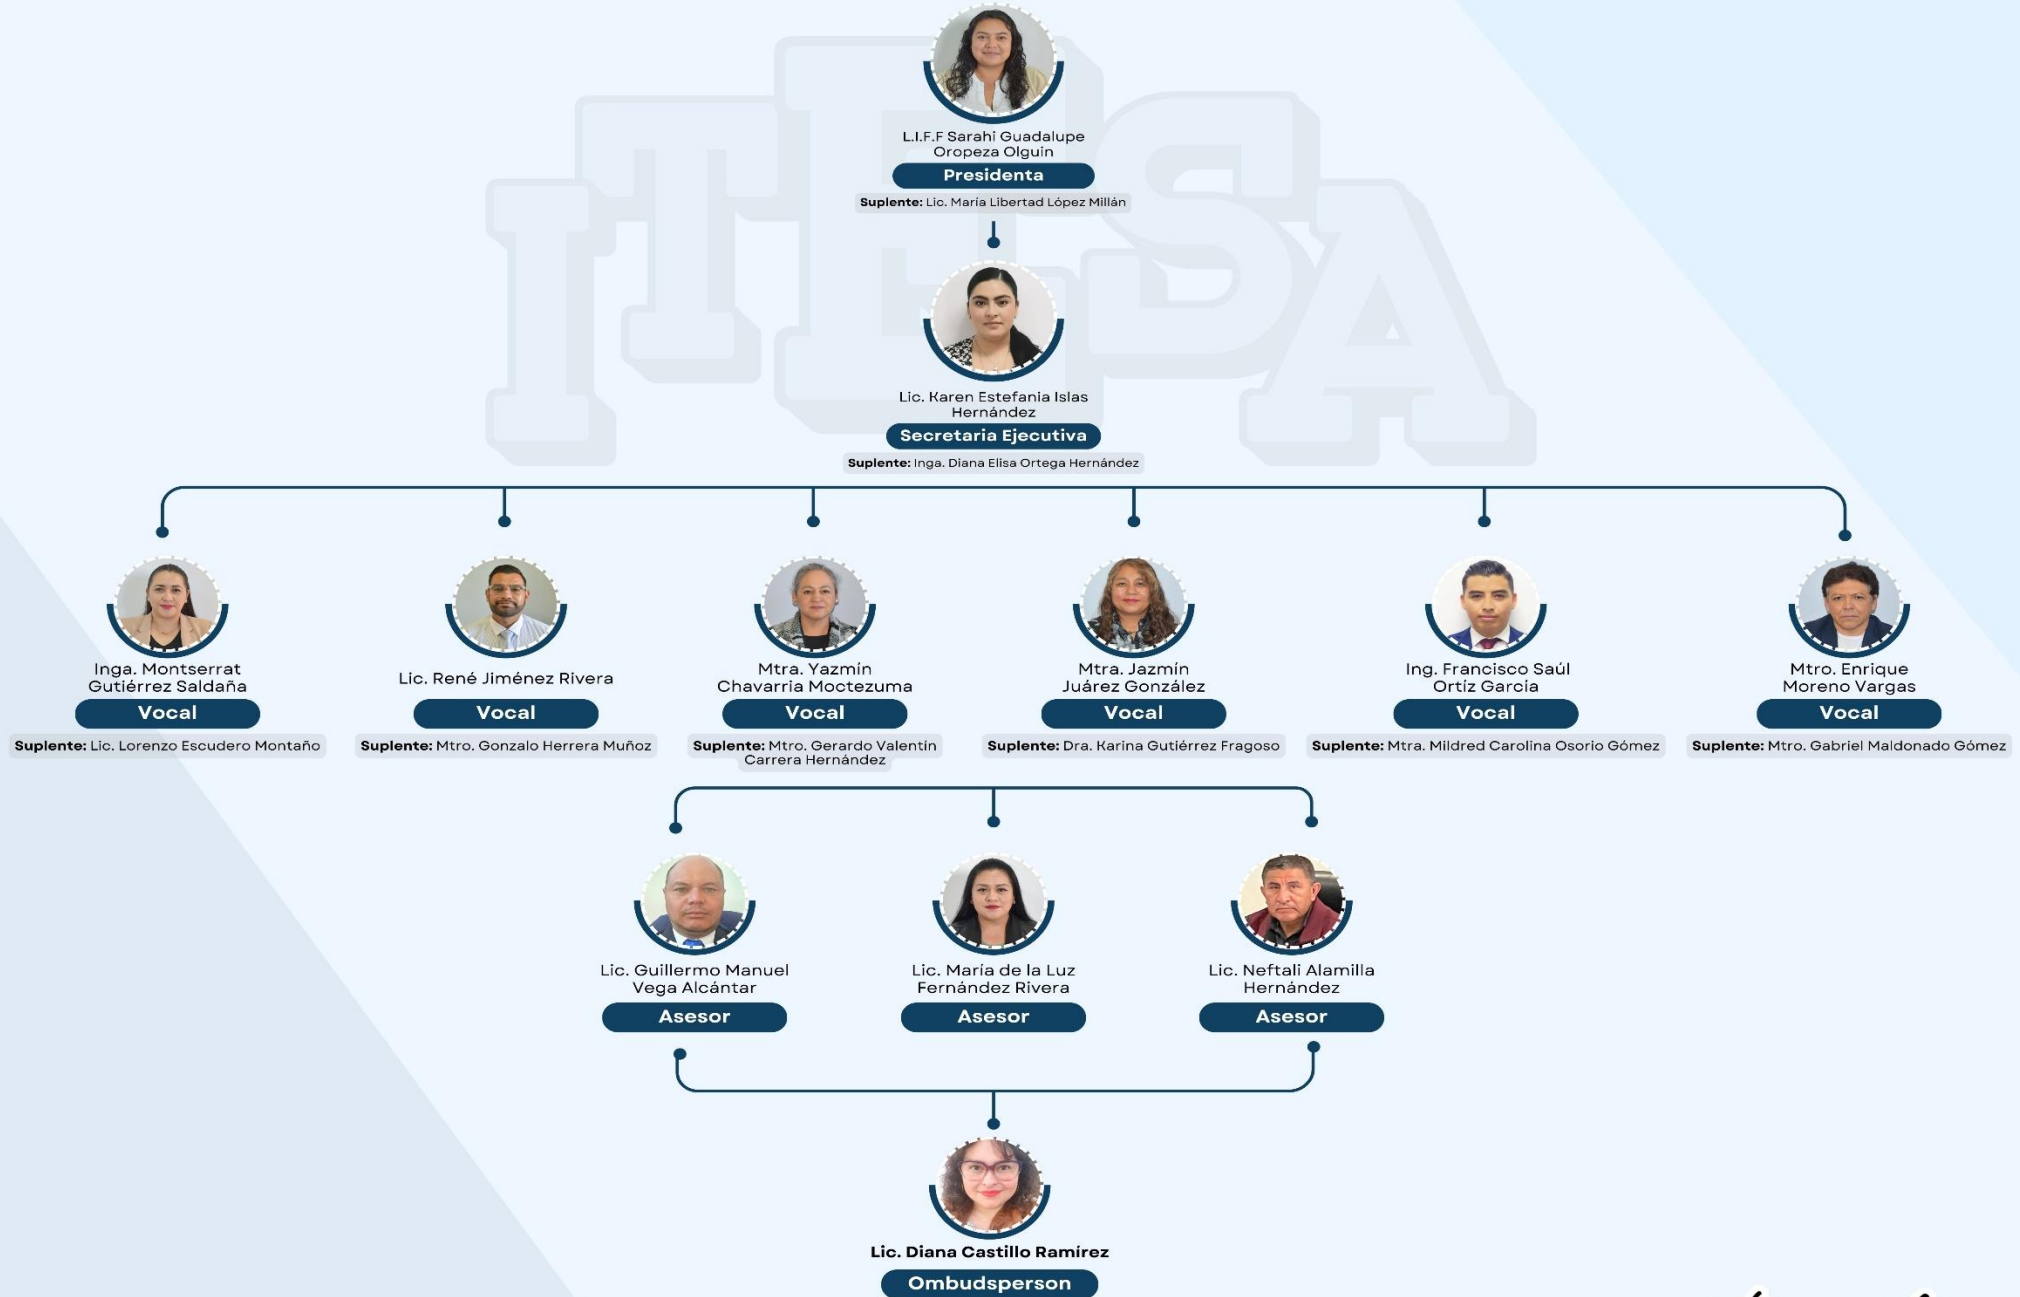 ITESA
L.I.F.F Sarahi Guadalupe
Oropeza Olguin
Presidenta
Suplente: Lic. María Libertad López Millán
Lic. Karen Estefania Islas
Hernández
Secretaria Ejecutiva
Suplente: Inga. Diana Elisa Ortega Hernández
Inga. Montserrat
Gutiérrez Saldaña
Vocal
Suplente: Lic. Lorenzo Escudero Montaño
Lic. René Jiménez Rivera
Vocal
Suplente: Mtro. Gonzalo Herrera Muñoz
Mtra. Yazmín
Chavarria Moctezuma
Vocal
Suplente: Mtro. Gerardo Valentín
Carrera Hernández
Mtra. Jazmín
Juárez González
Vocal
Suplente: Dra. Karina Gutiérrez Fragoso
Ing. Francisco Saúl
Ortíz García
Vocal
Suplente: Mtra. Mildred Carolina Osorio Gómez
Mtro. Enrique
Moreno Vargas
Vocal
Suplente: Mtro. Gabriel Maldonado Gómez
Lic. Guillermo Manuel
Vega Alcántar
Asesor
Lic. María de la Luz
Fernández Rivera
Asesor
Lic. Neftali Alamilla
Hernández
Asesor
Lic. Diana Castillo Ramírez
Ombudsperson